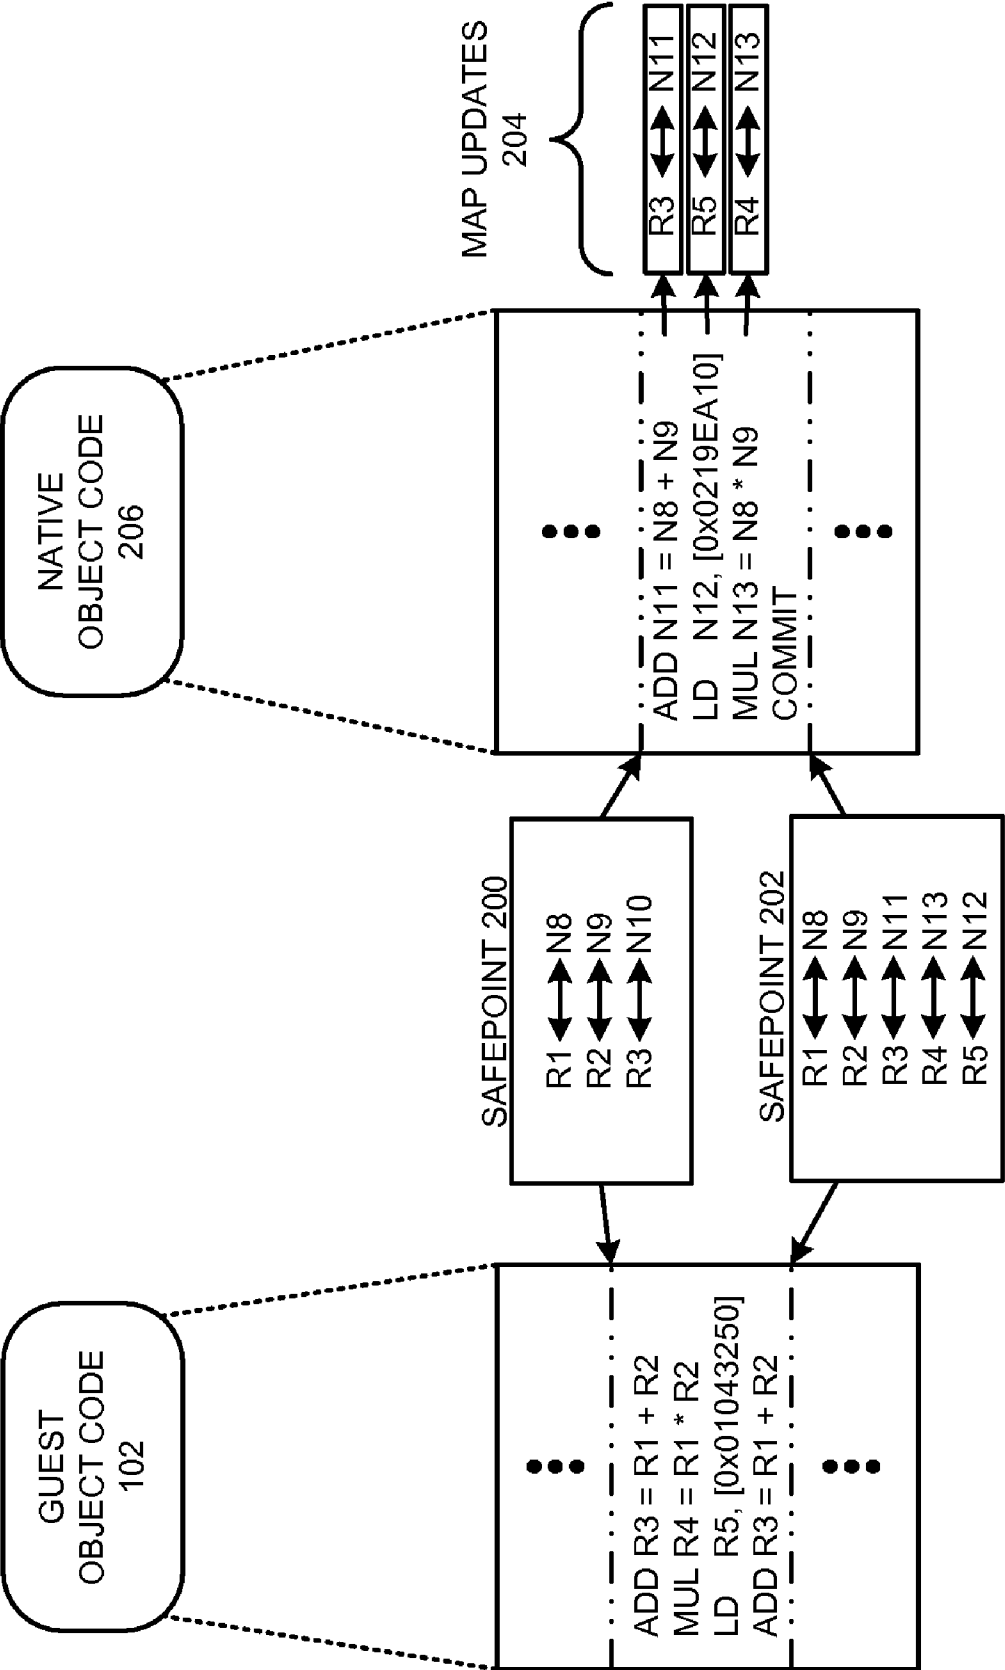 GUEST
OBJECT CODE
102
ADD R3 = R1 + R2
MUL R4 = R1 * R2
LD R5, [0x01043250]
ADD R3 = R1 + R2
SAFEPOINT 200
R1 N8
R2 N9
R3 N10
SAFEPOINT 202
R1 N8
R2 N9
R3 N11
R4 N13
R5 N12
NATIVE
OBJECT CODE
206
ADD N11 = N8 + N9
LD N12, [0x0219EA10]
MUL N13 = N8 * N9
COMMIT
MAP UPDATES
204
R3 N11
R5 N12
R4 N13